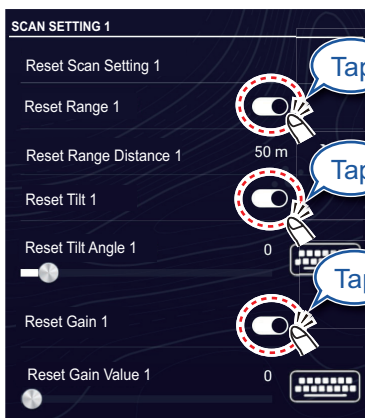 SCAN SETTING 1
Reset Scan Setting 1
Tap
Reset Range 1
Reset Range Distance 1 50 m
Tap
Reset Tilt 1
Reset Tilt Angle 1 0
Tap
Reset Gain 1
Reset Gain Value 1 0